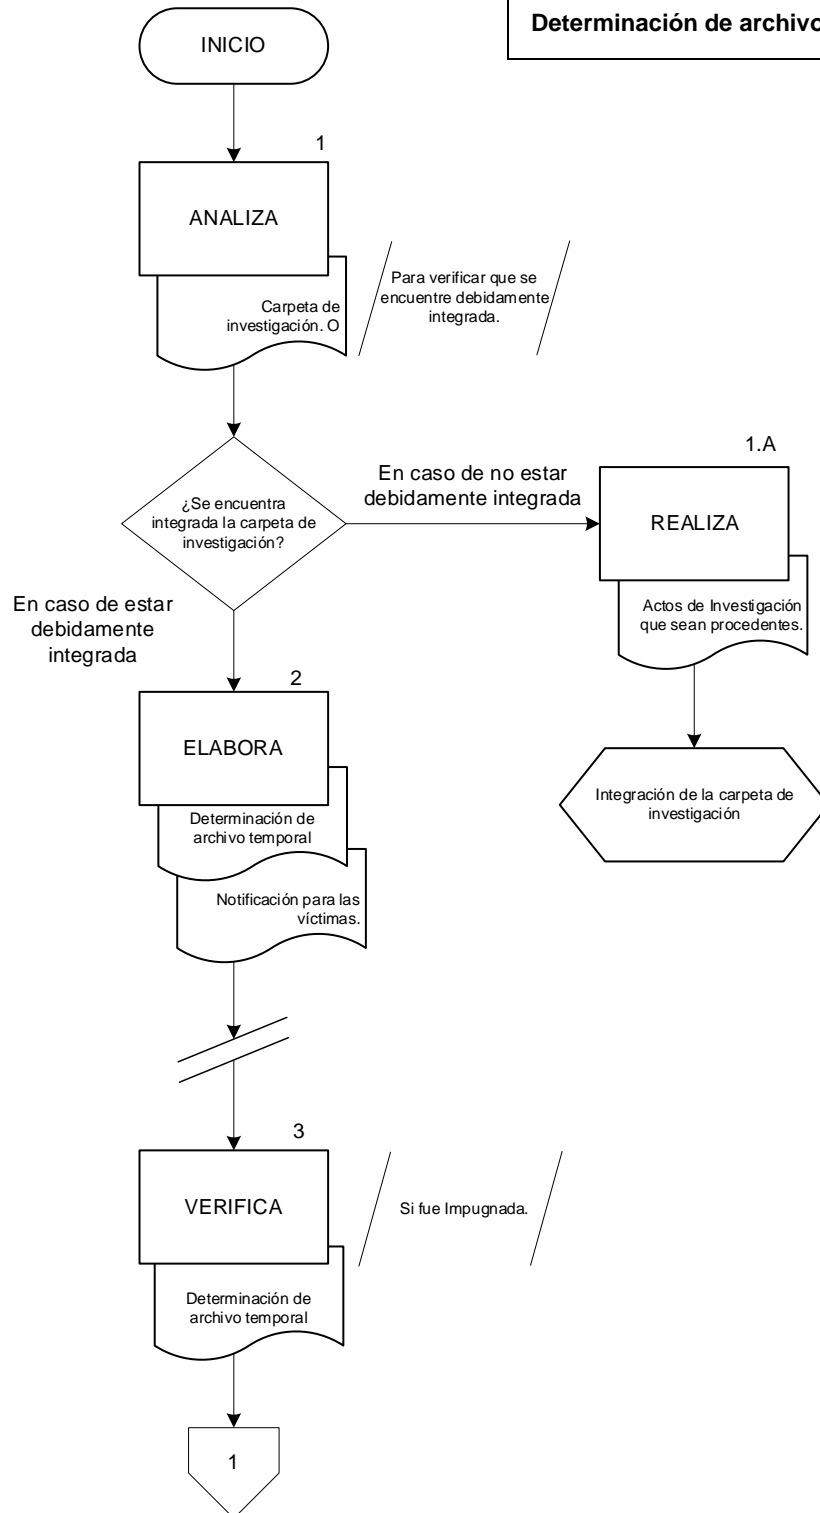 Determinación de archivo
INICIO
1
ANALIZA
Carpeta de
investigación. O
Para verificar que se
encuentre debidamente
integrada.
¿Se encuentra
integrada la carpeta de
investigación?
En caso de no estar
debidamente integrada
1.A
REALIZA
Actos de Investigación
que sean procedentes.
Integración de la carpeta de
investigación
En caso de estar
debidamente
integrada
2
ELABORA
Determinación de
archivo temporal
Notificación para las
víctimas.
3
VERIFICA
Si fue Impugnada.
Determinación de
archivo temporal
1